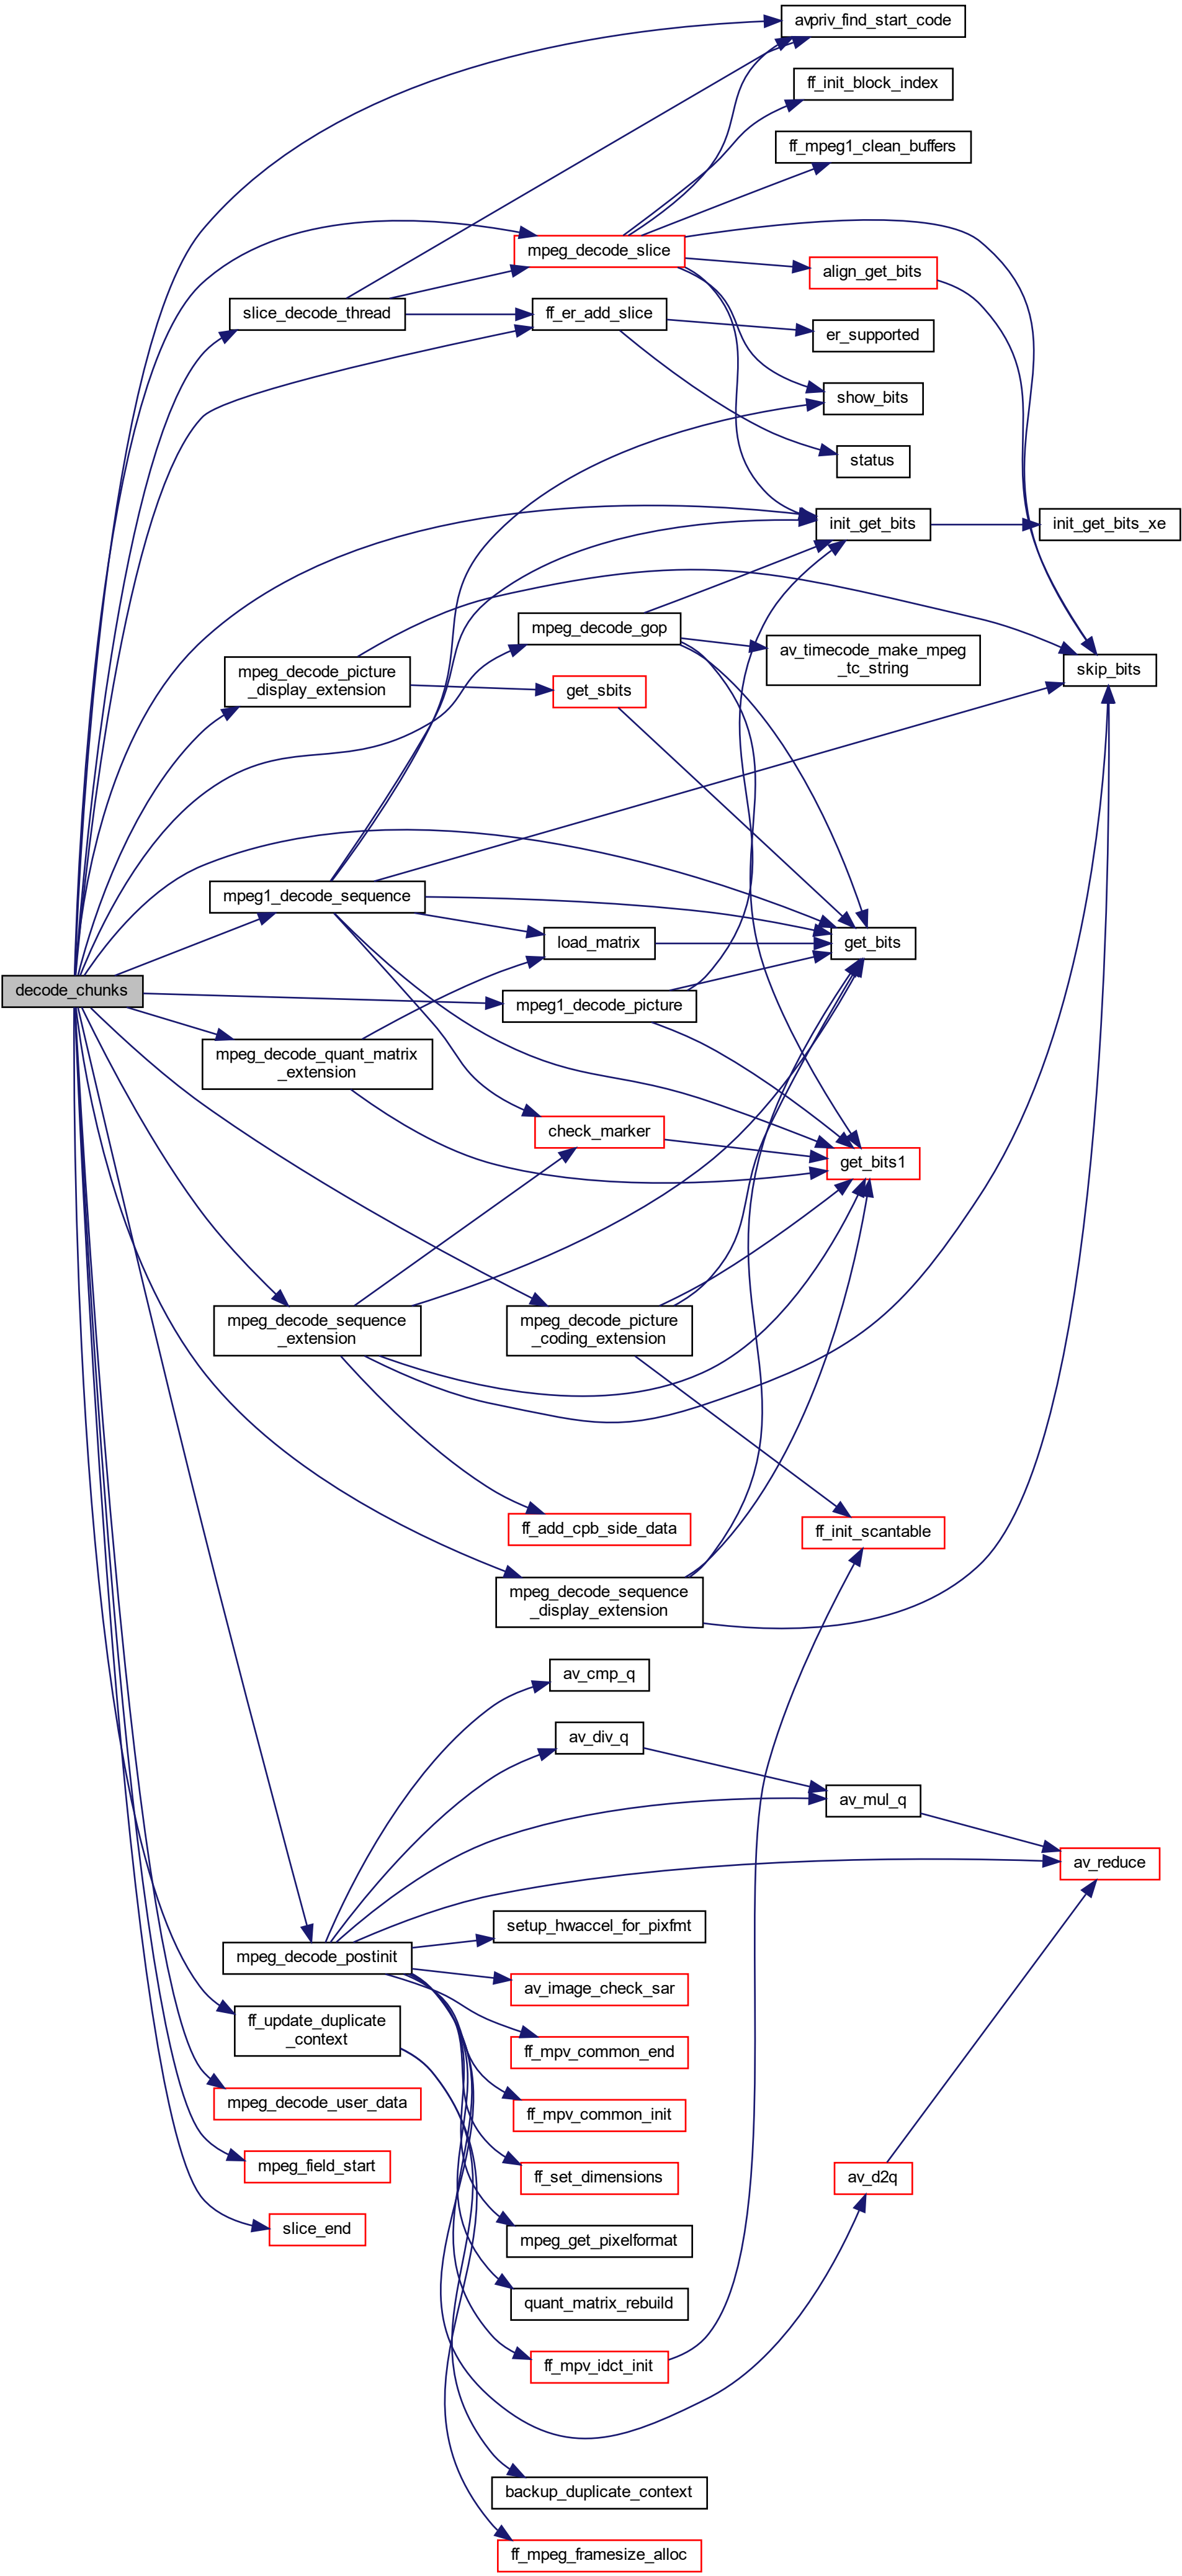 avpriv_find_start_code
ff_init_block_index
ff_mpeg1_clean_buffers
mpeg_decode_slice
align_get_bits
slice_decode_thread
ff_er_add_slice
er_supported
show_bits
status
init_get_bits
init_get_bits_xe
mpeg_decode_gop
av_timecode_make_mpeg
_tc_string
mpeg_decode_picture
_display_extension
get_sbits
skip_bits
mpeg1_decode_sequence
load_matrix
get_bits
decode_chunks
mpeg1_decode_picture
mpeg_decode_quant_matrix
_extension
check_marker
get_bits1
mpeg_decode_sequence
_extension
mpeg_decode_picture
_coding_extension
ff_add_cpb_side_data
ff_init_scantable
mpeg_decode_sequence
_display_extension
av_cmp_q
av_div_q
av_mul_q
av_reduce
setup_hwaccel_for_pixfmt
mpeg_decode_postinit
av_image_check_sar
ff_update_duplicate
_context
ff_mpv_common_end
mpeg_decode_user_data
ff_mpv_common_init
mpeg_field_start
ff_set_dimensions
av_d2q
slice_end
mpeg_get_pixelformat
quant_matrix_rebuild
ff_mpv_idct_init
backup_duplicate_context
ff_mpeg_framesize_alloc